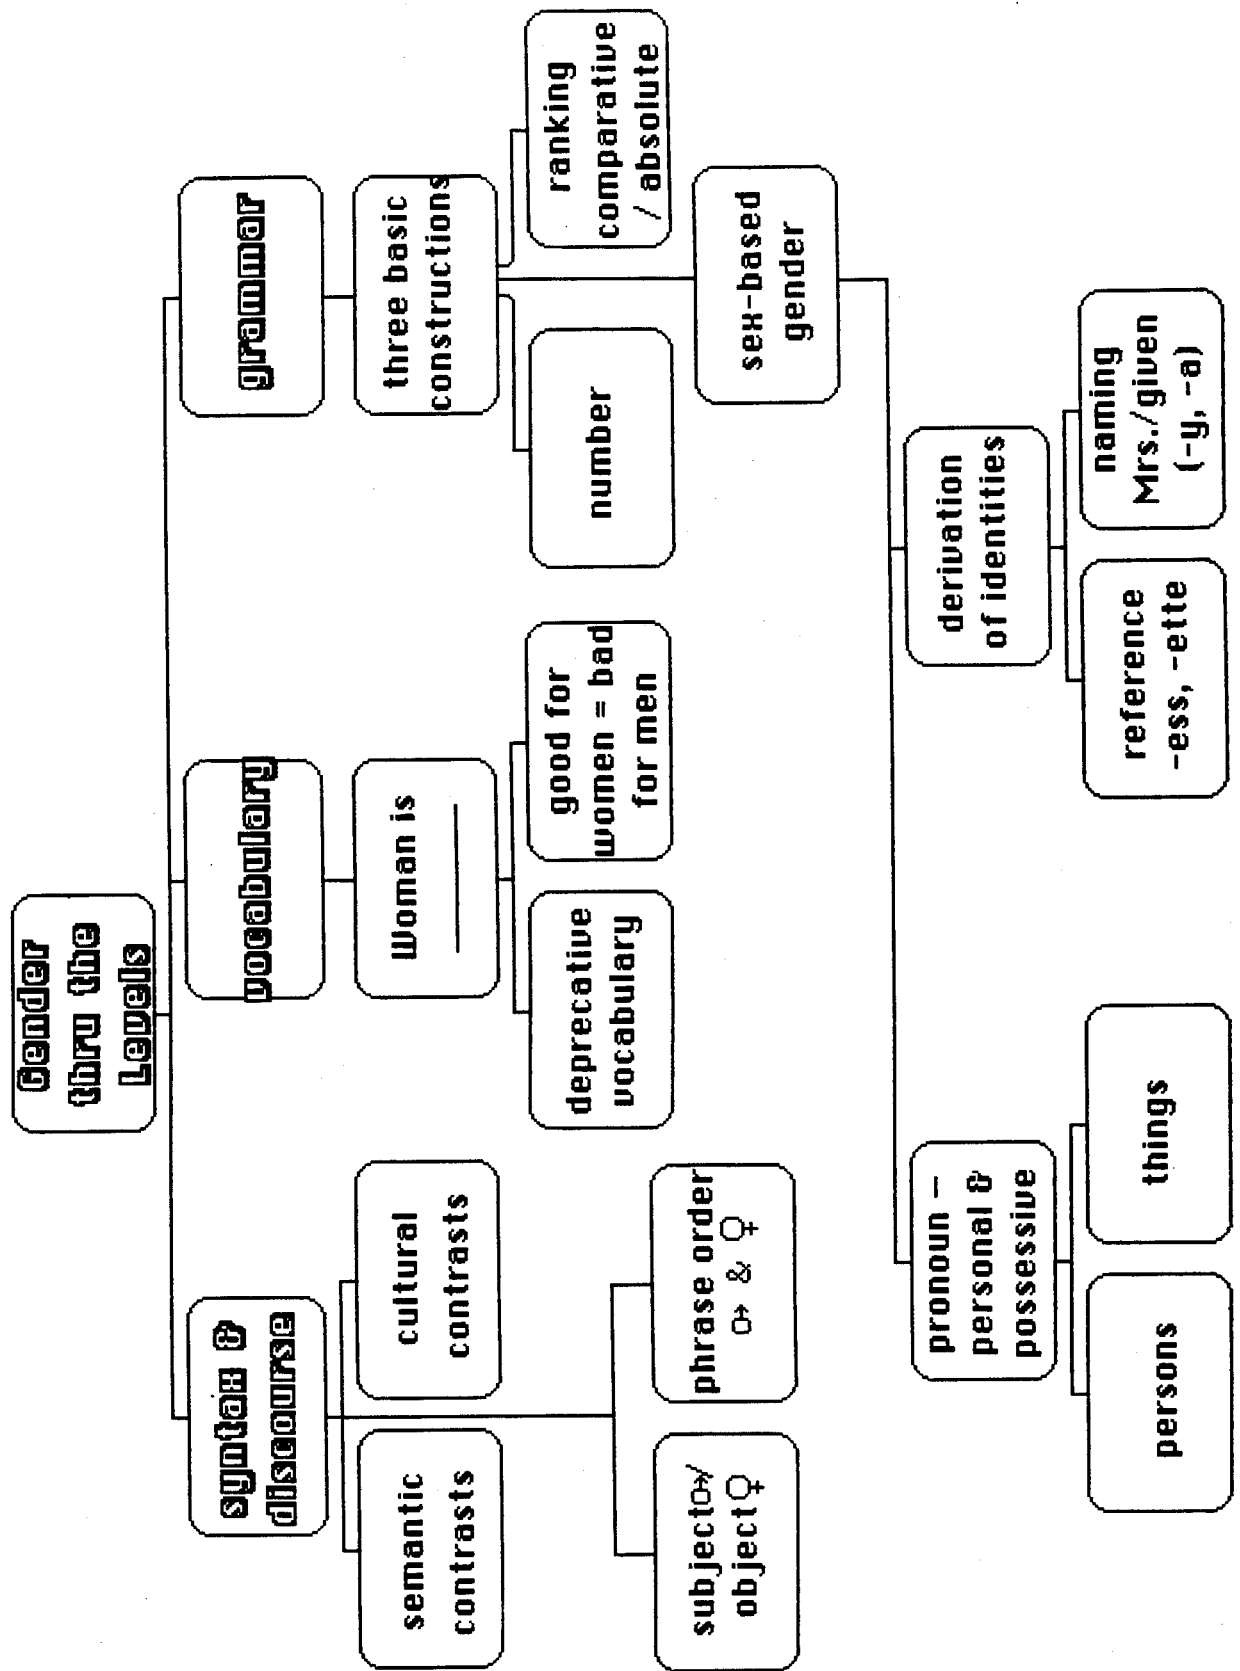 Gender
thru the
Levels
syntax &
discourse
vocabulary
grammar
semantic
contrasts
cultural
contrasts
Woman is
____
three basic
constructions
deprecative
vocabulary
good for
women = bad
for men
number
ranking
comparative
/ absolute
subject♂/
object♀
phrase order
♂ & ♀
sex-based
gender
pronoun –
personal &
possessive
derivation
of identities
persons
things
reference
-ess, -ette
naming
Mrs./given
(-y, -a)